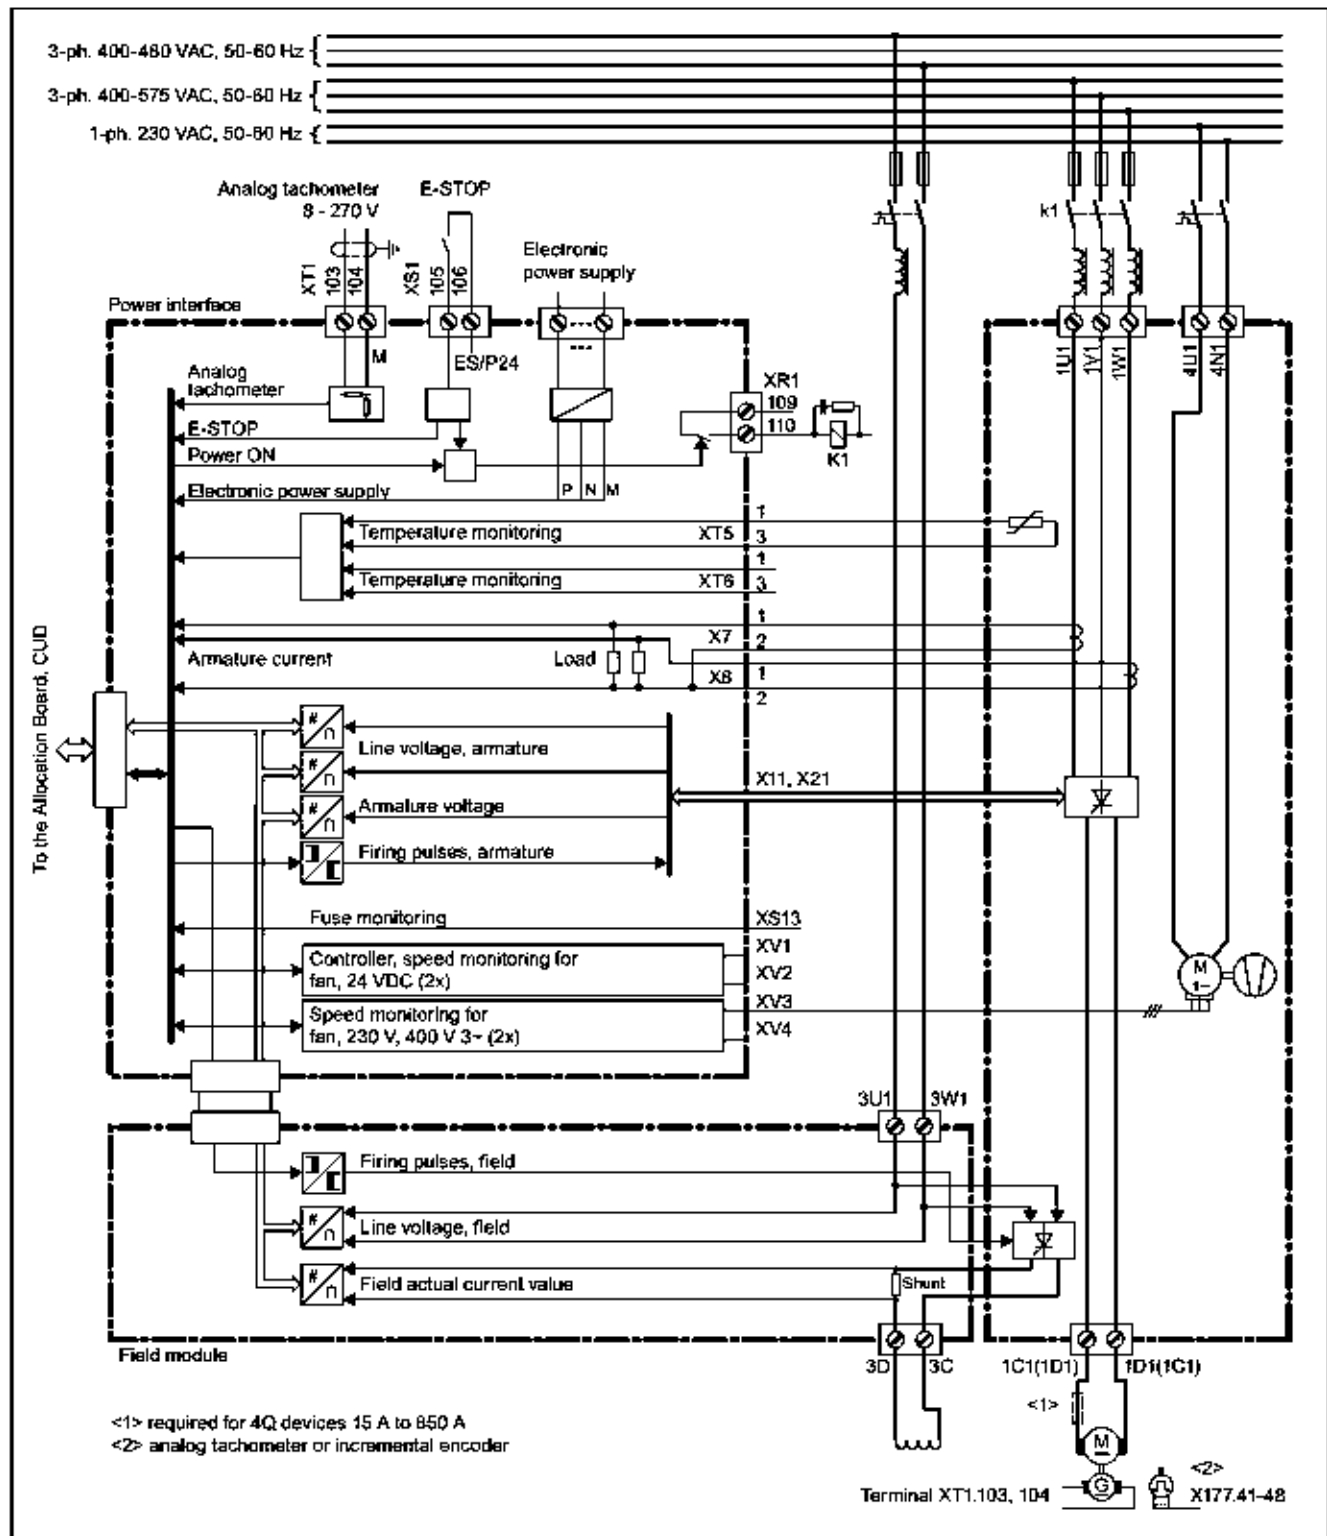 3-ph. 400-480 VAC, 50-60 Hz {
3-ph. 400-575 VAC, 50-60 Hz {
1-ph. 230 VAC, 50-60 Hz {
Analog tachometer
8 - 270 V
E-STOP
k1
Electronic
power supply
XT1
103
104
XS1
105
106
Power interface
M
ES/P24
1U1
1V1
1W1
4U1
4N1
Analog
tachometer
XR1
109
110
E-STOP
Power ON
K1
Electronic power supply
P N M
1
Temperature monitoring XT5 3
1
Temperature monitoring XT6 3
1
X7 2
Armature current
Load
X8 1
2
To the Allocation Board, CUD
# n
Line voltage, armature
# n
X11, X21
# n
Armature voltage
Firing pulses, armature
Fuse monitoring XS13
XV1
Controller, speed monitoring for
fan, 24 VDC (2x)
XV2
M
1~
XV3
Speed monitoring for
fan, 230 V, 400 V 3~ (2x)
XV4
3U1 3W1
Firing pulses, field
# n
Line voltage, field
# n
Field actual current value
Shunt
Field module
3D 3C
1C1(1D1) 1D1(1C1)
<1>
<1> required for 4Q devices 15 A to 850 A
<2> analog tachometer or incremental encoder
M
G
<2>
Terminal XT1.103, 104
X177.41-48